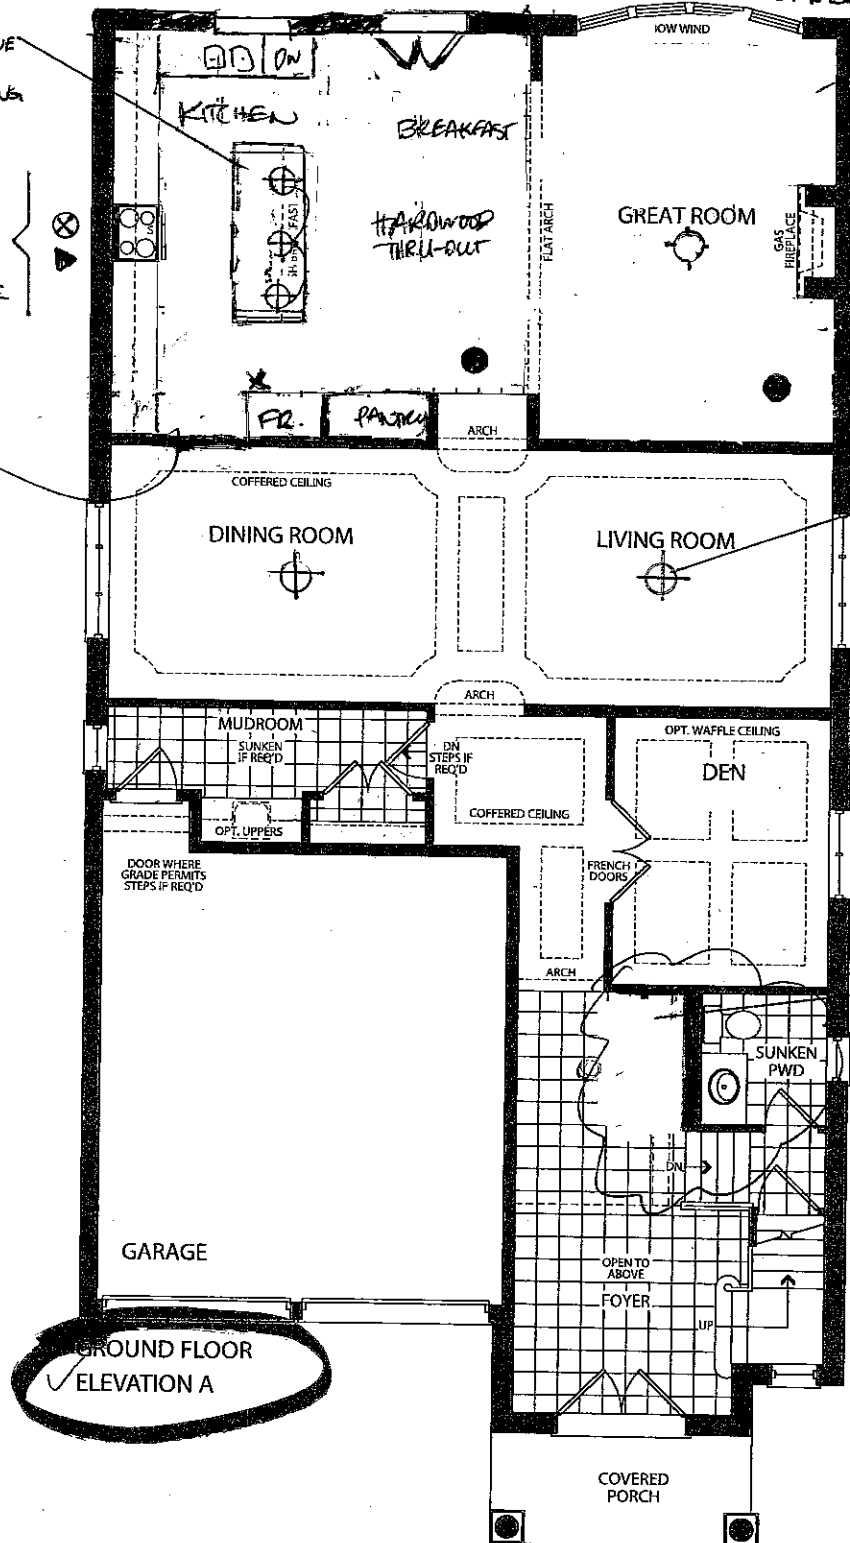 BOW WIND
DW
KITCHEN
BREAKFAST
HARDWOOD
THRU-OUT
FLAT ARCH
GREAT ROOM
GAS
FIREPLACE
FR.
PANTRY
ARCH
COFFERED CEILING
DINING ROOM
LIVING ROOM
ARCH
MUDROOM
SUNKEN
IF REQ'D
DN
STEPS IF
REQ'D
OPT. WAFFLE CEILING
DEN
COFFERED CEILING
OPT. UPPERS
DOOR WHERE
GRADE PERMITS
STEPS IF REQ'D
FRENCH
DOORS
ARCH
SUNKEN
PWD
DN
GARAGE
OPEN TO
ABOVE
FOYER
UP
GROUND FLOOR
ELEVATION A
COVERED
PORCH